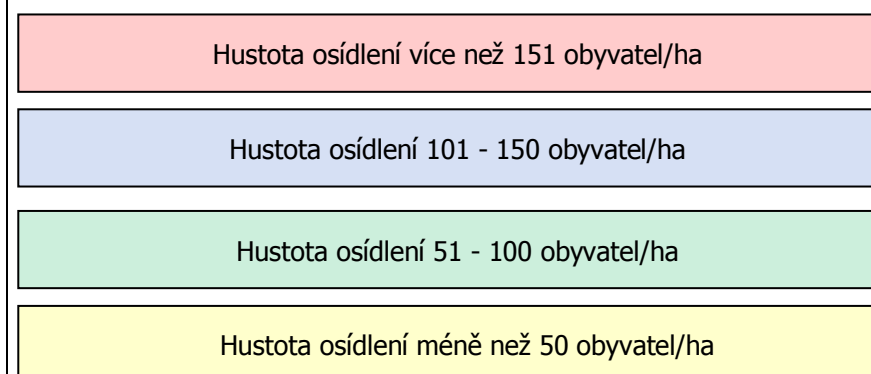 Hustota osídlení více než 151 obyvatel/ha
Hustota osídlení 101 - 150 obyvatel/ha
Hustota osídlení 51 - 100 obyvatel/ha
Hustota osídlení méně než 50 obyvatel/ha